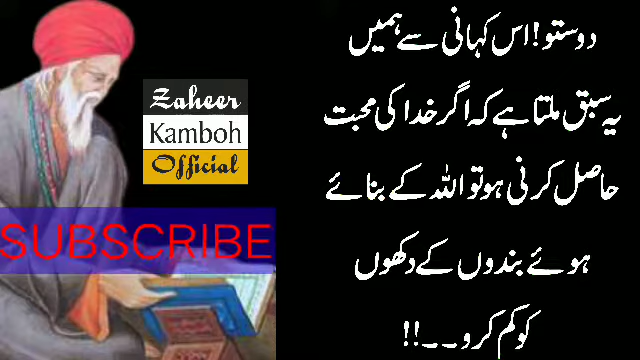 دوستو! اس کہانی سے ہمیں
یہ سبق ملتا ہے کہ اگر خدا کی محبت
حاصل کرنی ہو تو اللہ کے بنائے
ہوئے بندوں کے دکھوں
کو کم کرو۔۔!!
Zaheer
Kamboh
Official
SUBSCRIBE